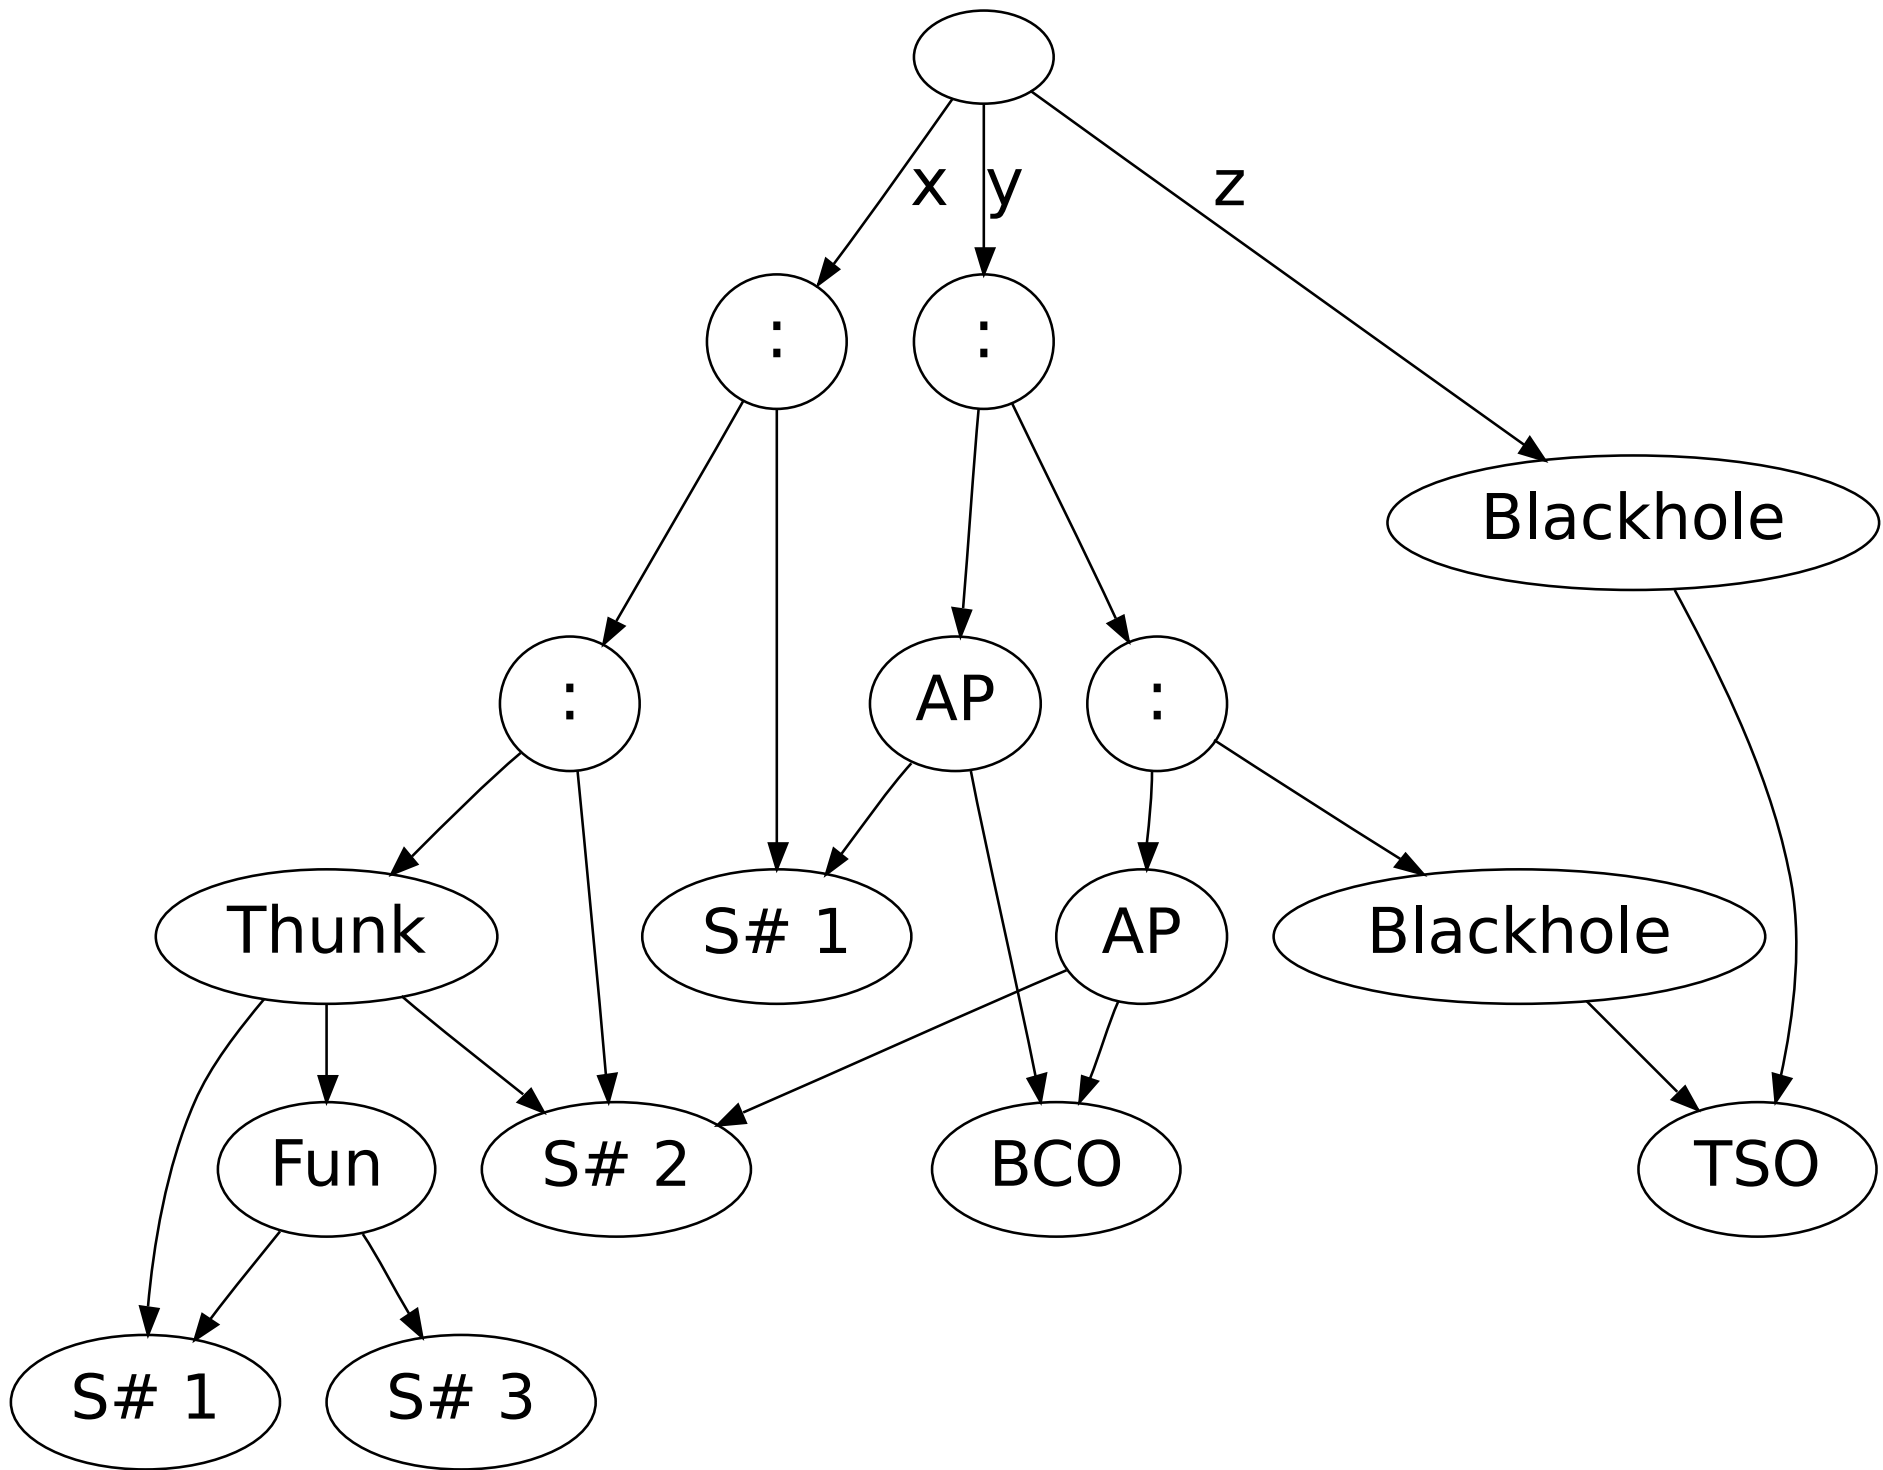 x y z
: :
Blackhole
: AP :
Thunk S# 1 AP Blackhole
Fun S# 2 BCO TSO
S# 1 S# 3